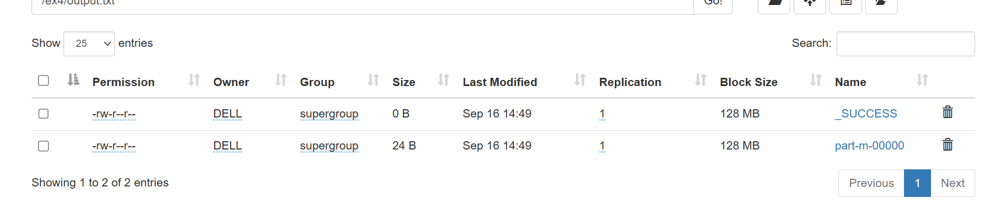 /ex4/output.txt Go!
Show 25 entries Search:
Permission Owner Group Size Last Modified Replication Block Size Name
-rw-r--r-- DELL supergroup 0 B Sep 16 14:49 1 128 MB _SUCCESS
-rw-r--r-- DELL supergroup 24 B Sep 16 14:49 1 128 MB part-m-00000
Showing 1 to 2 of 2 entries Previous 1 Next